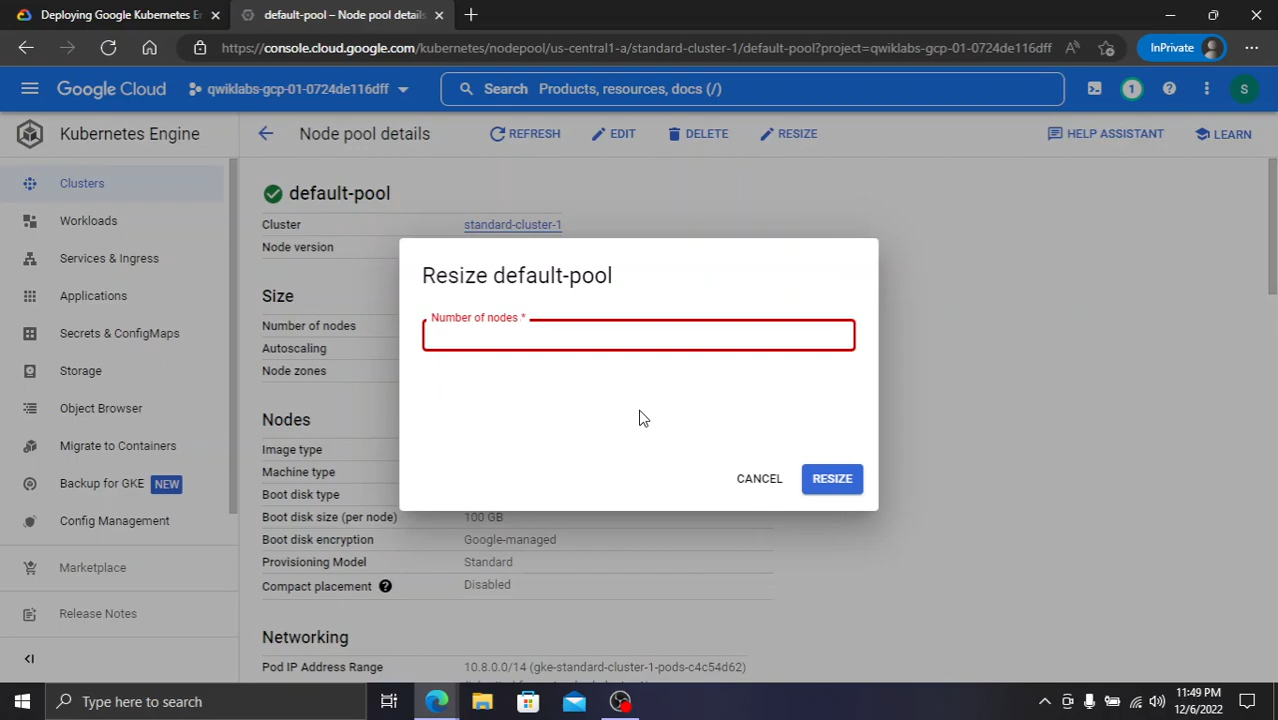 Deploying Google Kubernetes En
default-pool – Node pool details
https://console.cloud.google.com/kubernetes/nodepool/us-central1-a/standard-cluster-1/default-pool?project=qwiklabs-gcp-01-0724de116dff
InPrivate
Google Cloud
qwiklabs-gcp-01-0724de116dff
Search Products, resources, docs (/)
1
S
Kubernetes Engine
Node pool details
REFRESH
EDIT
DELETE
RESIZE
HELP ASSISTANT
LEARN
Clusters
Workloads
Services & Ingress
Applications
Secrets & ConfigMaps
Storage
Object Browser
Migrate to Containers
Backup for GKE NEW
Config Management
Marketplace
Release Notes
default-pool
Cluster standard-cluster-1
Node version
Size
Number of nodes
Autoscaling
Node zones
Nodes
Image type
Machine type
Boot disk type
Boot disk size (per node) 100 GB
Boot disk encryption Google-managed
Provisioning Model Standard
Compact placement Disabled
Networking
Pod IP Address Range 10.8.0.0/14 (gke-standard-cluster-1-pods-c4c54d62)
Resize default-pool
Number of nodes *
CANCEL
RESIZE
Type here to search
11:49 PM
12/6/2022